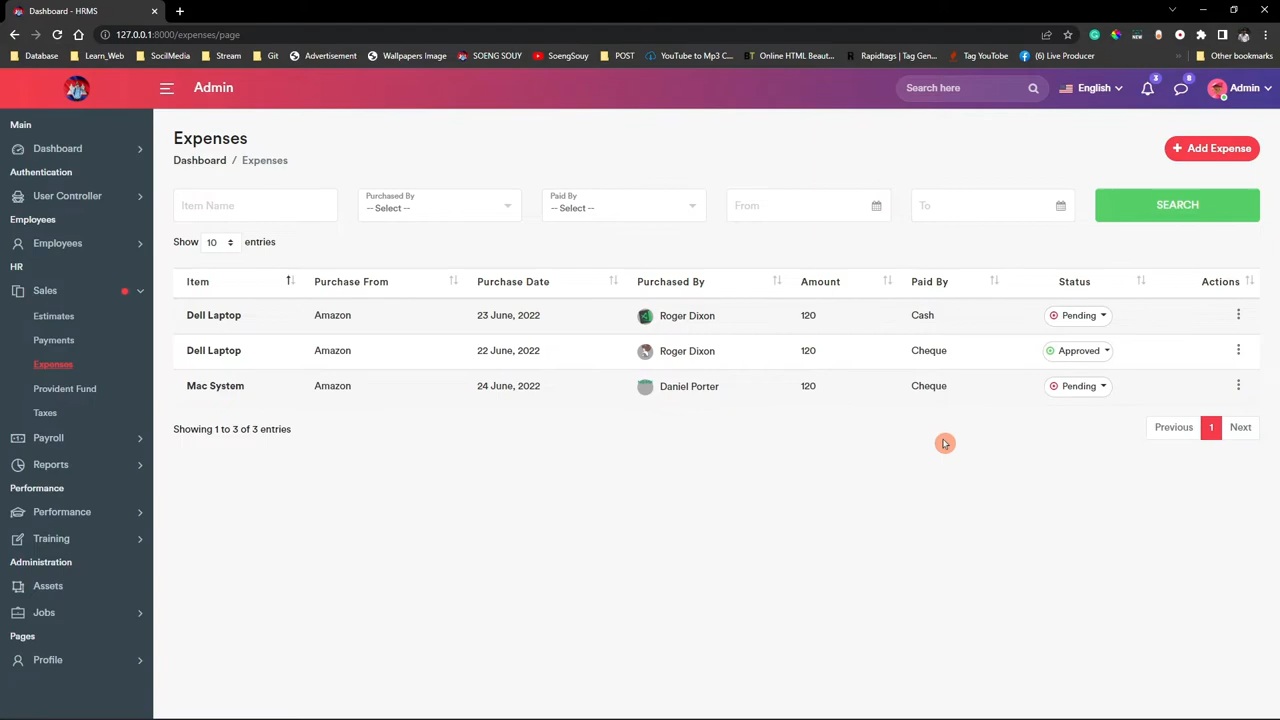 Dashboard - HRMS
127.0.0.1:8000/expenses/page
Database Learn_Web SocilMedia Stream Git Advertisement Wallpapers Image SOENG SOUY SoengSouy POST YouTube to Mp3 C... Online HTML Beaut... Rapidtags | Tag Gen... Tag YouTube (6) Live Producer Other bookmarks
Admin
Search here
English
3
8
Admin
Main
Dashboard
Authentication
User Controller
Employees
Employees
HR
Sales
Estimates
Payments
Expenses
Provident Fund
Taxes
Payroll
Reports
Performance
Performance
Training
Administration
Assets
Jobs
Pages
Profile
Expenses
Dashboard / Expenses
+ Add Expense
Item Name
Purchased By
-- Select --
Paid By
-- Select --
From
To
SEARCH
Show 10 entries
Item Purchase From Purchase Date Purchased By Amount Paid By Status Actions
Dell Laptop Amazon 23 June, 2022 Roger Dixon 120 Cash Pending
Dell Laptop Amazon 22 June, 2022 Roger Dixon 120 Cheque Approved
Mac System Amazon 24 June, 2022 Daniel Porter 120 Cheque Pending
Showing 1 to 3 of 3 entries
Previous 1 Next